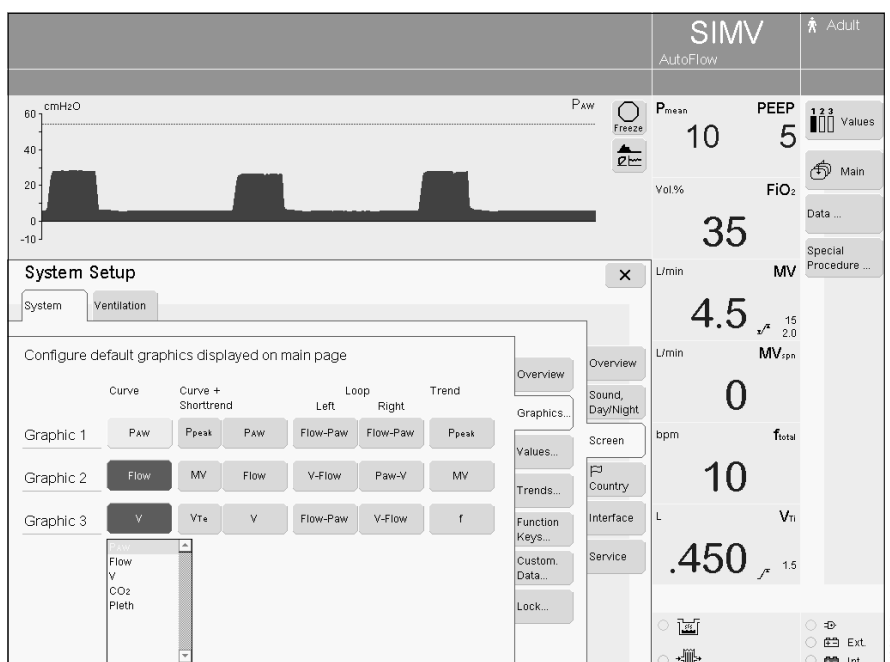 SIMV
AutoFlow
Adult
cmH2O
PAW
60
40
20
0
-10
Freeze
Pmean PEEP
10 5
Vol.% FiO2
35
L/min MV
4.5 15
2.0
L/min MVspn
0
bpm ftotal
10
L VTi
.450 1.5
1 2 3
Values
Main
Data ...
Special
Procedure ...
System Setup
System Ventilation
Configure default graphics displayed on main page
Curve Curve + Loop Trend
Shorttrend Left Right
Graphic 1 PAW Ppeak PAW Flow-Paw Flow-Paw Ppeak
Graphic 2 Flow MV Flow V-Flow Paw-V MV
Graphic 3 V VTe V Flow-Paw V-Flow f
PAW
Flow
V
CO2
Pleth
Overview
Graphics...
Values...
Trends...
Function
Keys...
Custom.
Data...
Lock...
Overview
Sound,
Day/Night
Screen
Country
Interface
Service
Ext.
Int.